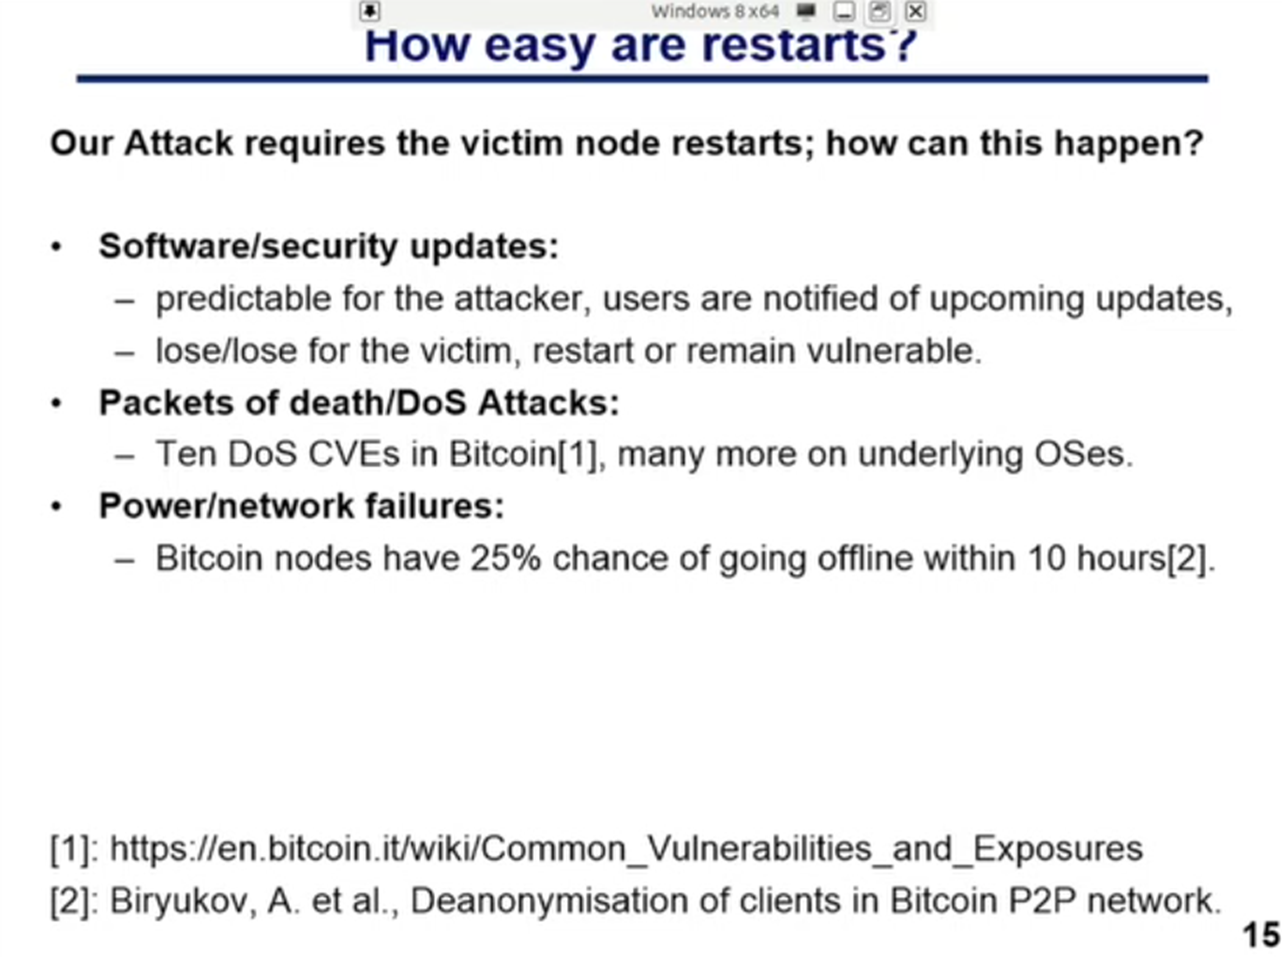 Windows 8 x64
How easy are restarts?
Our Attack requires the victim node restarts; how can this happen?
• Software/security updates:
– predictable for the attacker, users are notified of upcoming updates,
– lose/lose for the victim, restart or remain vulnerable.
• Packets of death/DoS Attacks:
– Ten DoS CVEs in Bitcoin[1], many more on underlying OSes.
• Power/network failures:
– Bitcoin nodes have 25% chance of going offline within 10 hours[2].
[1]: https://en.bitcoin.it/wiki/Common_Vulnerabilities_and_Exposures
[2]: Biryukov, A. et al., Deanonymisation of clients in Bitcoin P2P network.
15